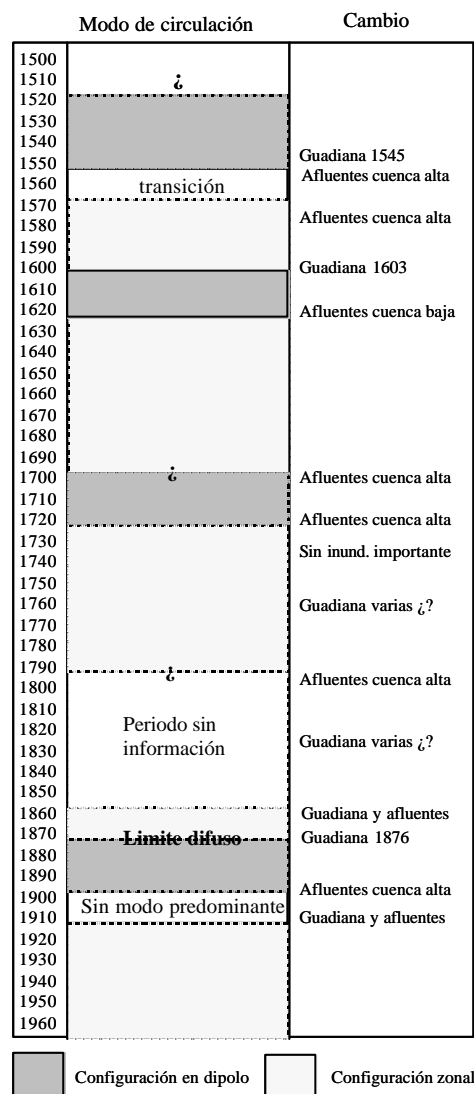 Modo de circulación
Cambio
1500
1510
¿
1520
1530
1540
Guadiana 1545
1550
Afluentes cuenca alta
1560
transición
1570
Afluentes cuenca alta
1580
1590
1600
Guadiana 1603
1610
1620
Afluentes cuenca baja
1630
1640
1650
1660
1670
1680
1690
¿
1700
Afluentes cuenca alta
1710
1720
Afluentes cuenca alta
1730
Sin inund. importante
1740
1750
1760
Guadiana varias ¿?
1770
1780
1790
¿
1800
Afluentes cuenca alta
1810
1820
Periodo sin
información
1830
Guadiana varias ¿?
1840
1850
1860
Guadiana y afluentes
1870
Limite difuso
Guadiana 1876
1880
1890
Afluentes cuenca alta
1900
Sin modo predominante
1910
Guadiana y afluentes
1920
1930
1940
1950
1960
Configuración en dipolo
Configuración zonal